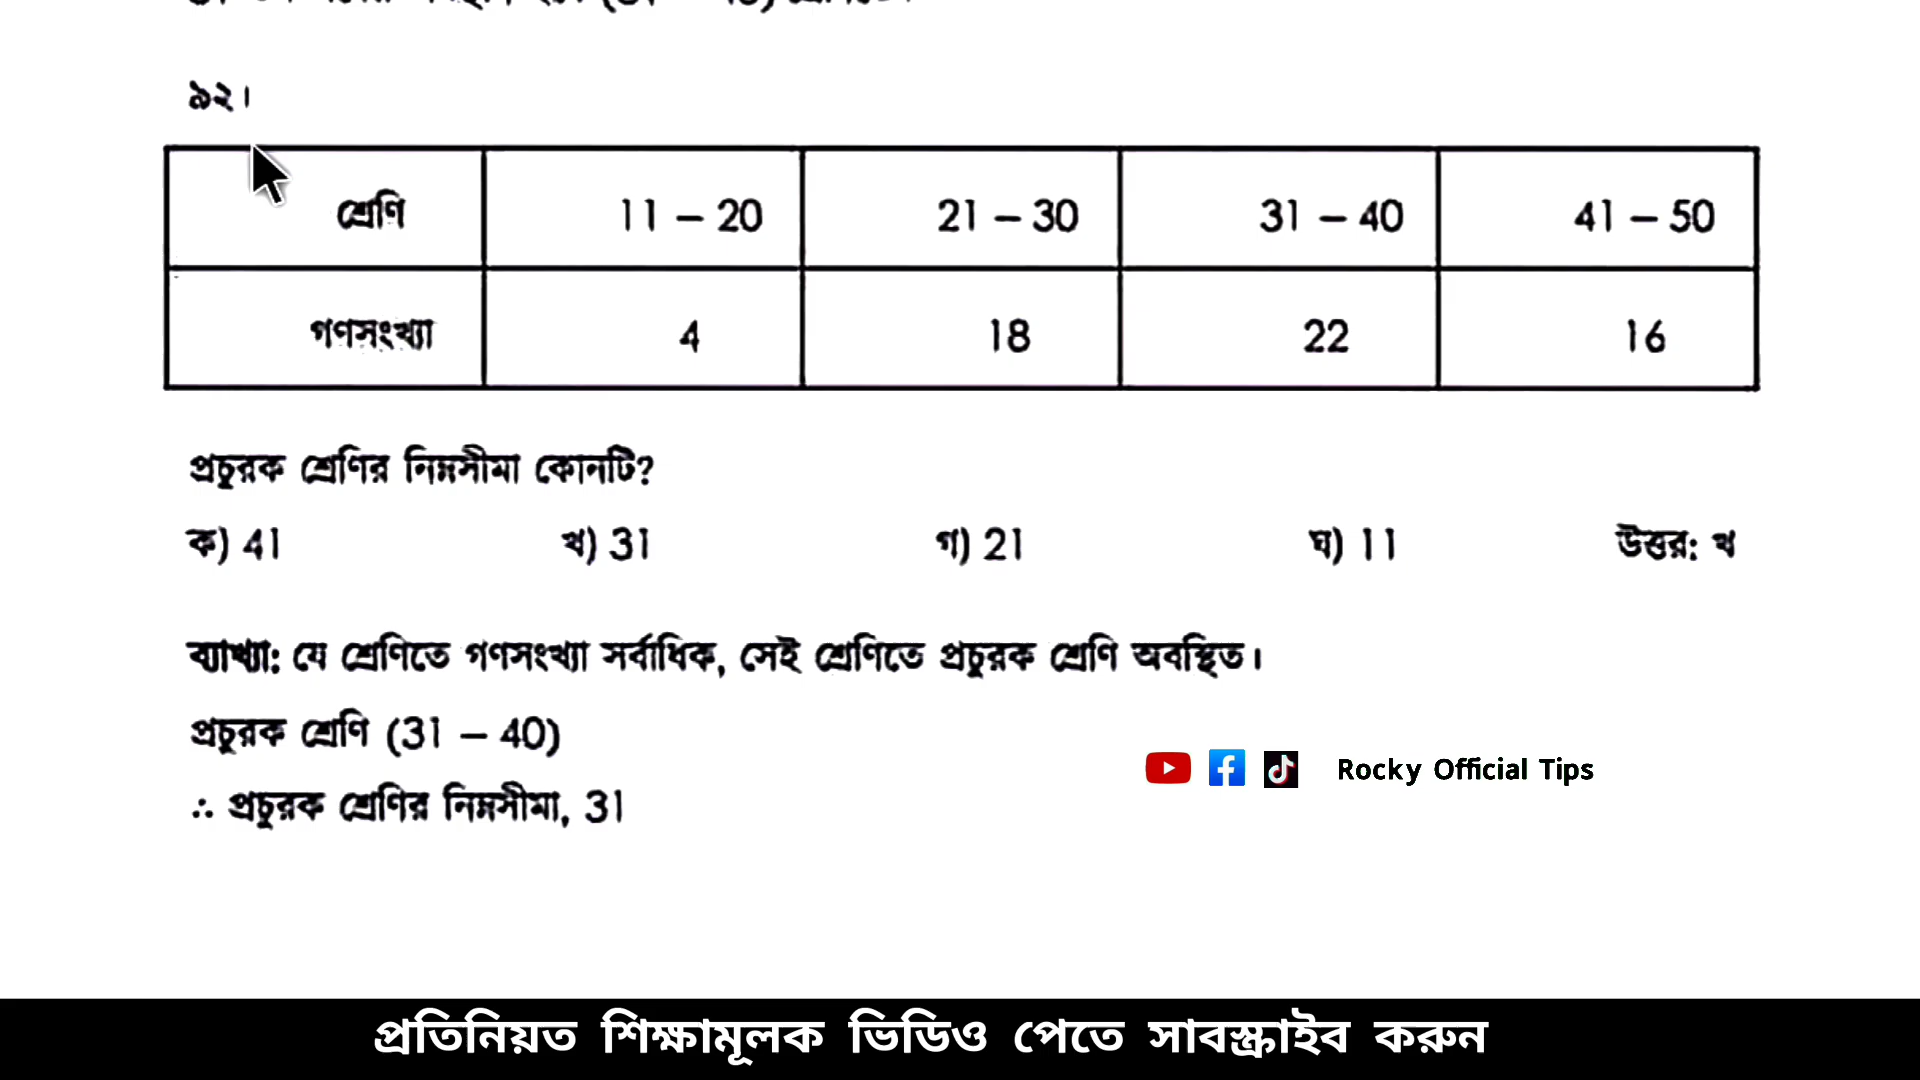 ৯২।
শ্রেণি 11 – 20 21 – 30 31 – 40 41 – 50
গণসংখ্যা 4 18 22 16
প্রচুরক শ্রেণির নিম্নসীমা কোনটি?
ক) 41 খ) 31 গ) 21 ঘ) 11 উত্তর: খ
ব্যাখ্যা: যে শ্রেণিতে গণসংখ্যা সর্বাধিক, সেই শ্রেণিতে প্রচুরক শ্রেণি অবস্থিত।
প্রচুরক শ্রেণি (31 – 40)
∴ প্রচুরক শ্রেণির নিম্নসীমা, 31
Rocky Official Tips
প্রতিনিয়ত শিক্ষামূলক ভিডিও পেতে সাবস্ক্রাইব করুন